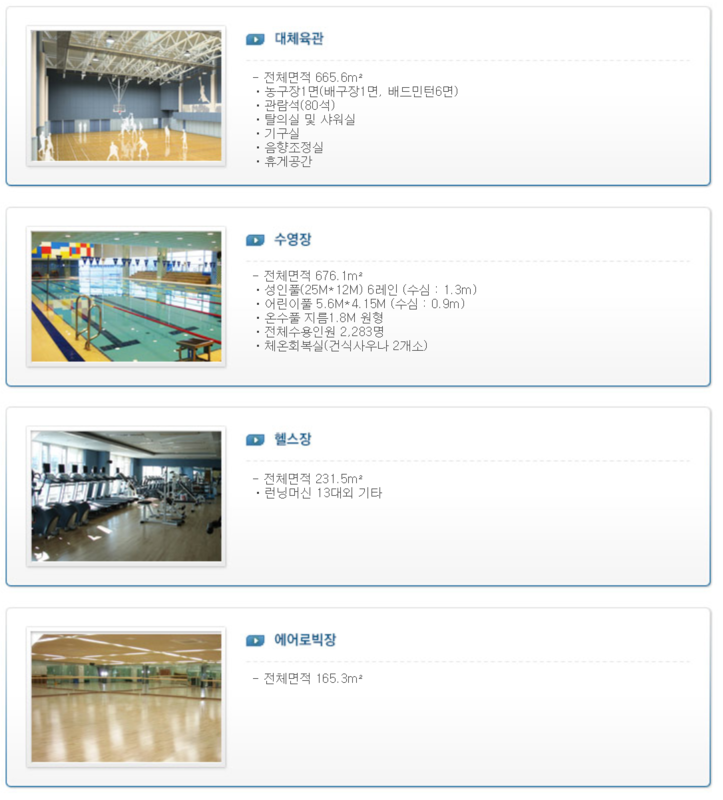 대체육관
- 전체면적 665.6m²
• 농구장1면(배구장1면, 배드민턴6면)
• 관람석(80석)
• 탈의실 및 샤워실
• 기구실
• 음향조정실
• 휴게공간
수영장
- 전체면적 676.1m²
• 성인풀(25M*12M) 6레인 (수심 : 1.3m)
• 어린이풀 5.6M*4.15M (수심 : 0.9m)
• 온수풀 지름1.8M 원형
• 전체수용인원 2,283명
• 체온회복실(건식사우나 2개소)
헬스장
- 전체면적 231.5m²
• 런닝머신 13대외 기타
에어로빅장
- 전체면적 165.3m²